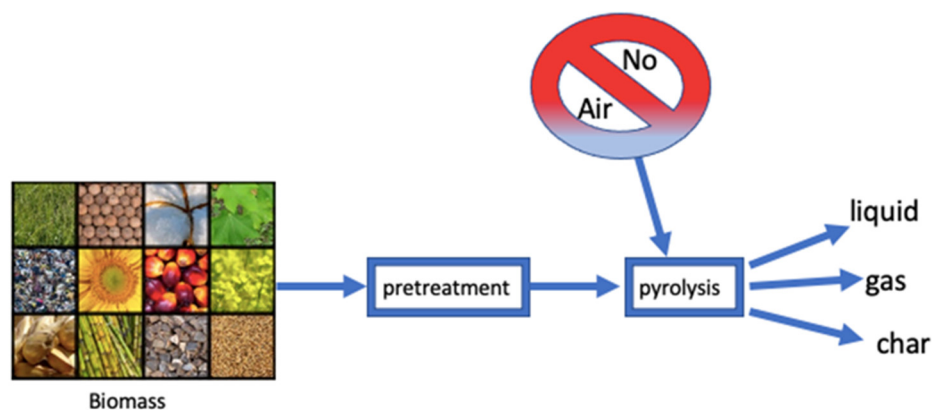 No
Air
liquid
pretreatment
pyrolysis
gas
char
Biomass